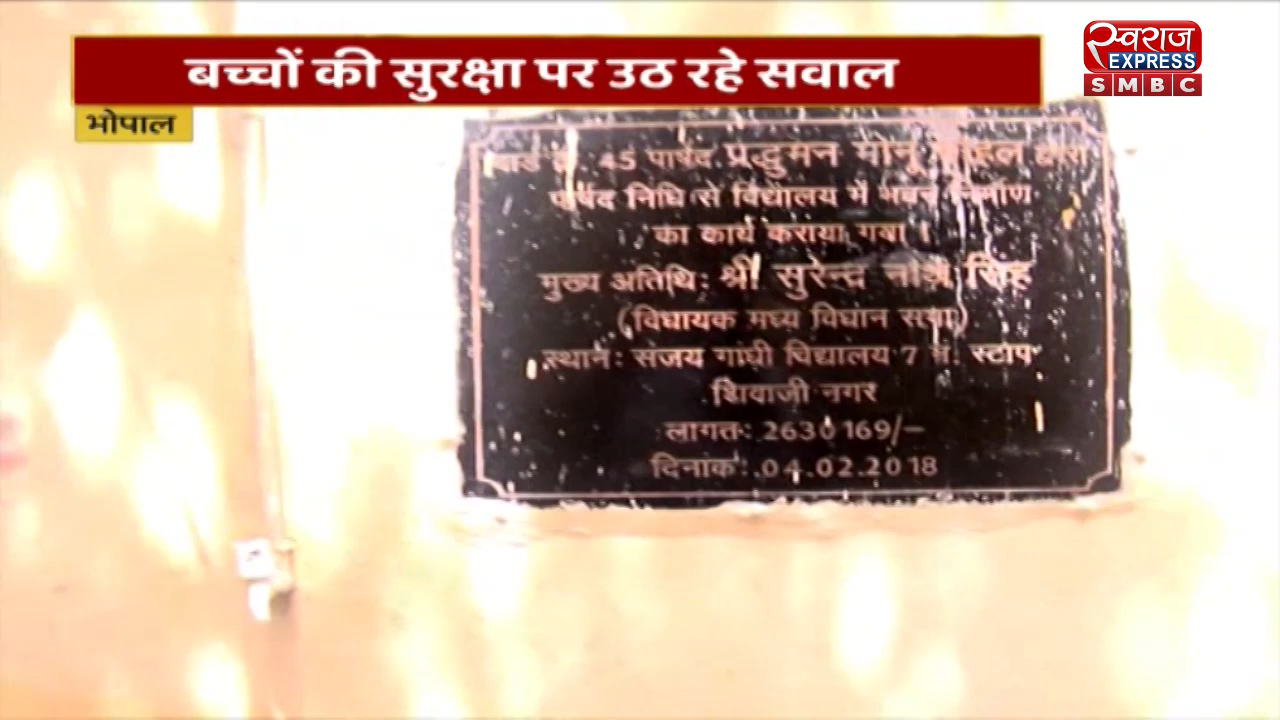 बच्चों की सुरक्षा पर उठ रहे सवाल
स्वराज
EXPRESS
SMBC
भोपाल
45 पार्षद प्रद्धुमन मोनू द्वारा
पार्षद निधि से विद्यालय में भवन निर्माण
का कार्य कराया गया ।
मुख्य अतिथि: श्री सुरेन्द्र नाथ सिंह
(विधायक मध्य विधान सभा)
स्थान: संजय गांधी विद्यालय 7 नं. स्टाप
शिवाजी नगर
लागत: 2630169/-
दिनांक: 04.02.2018